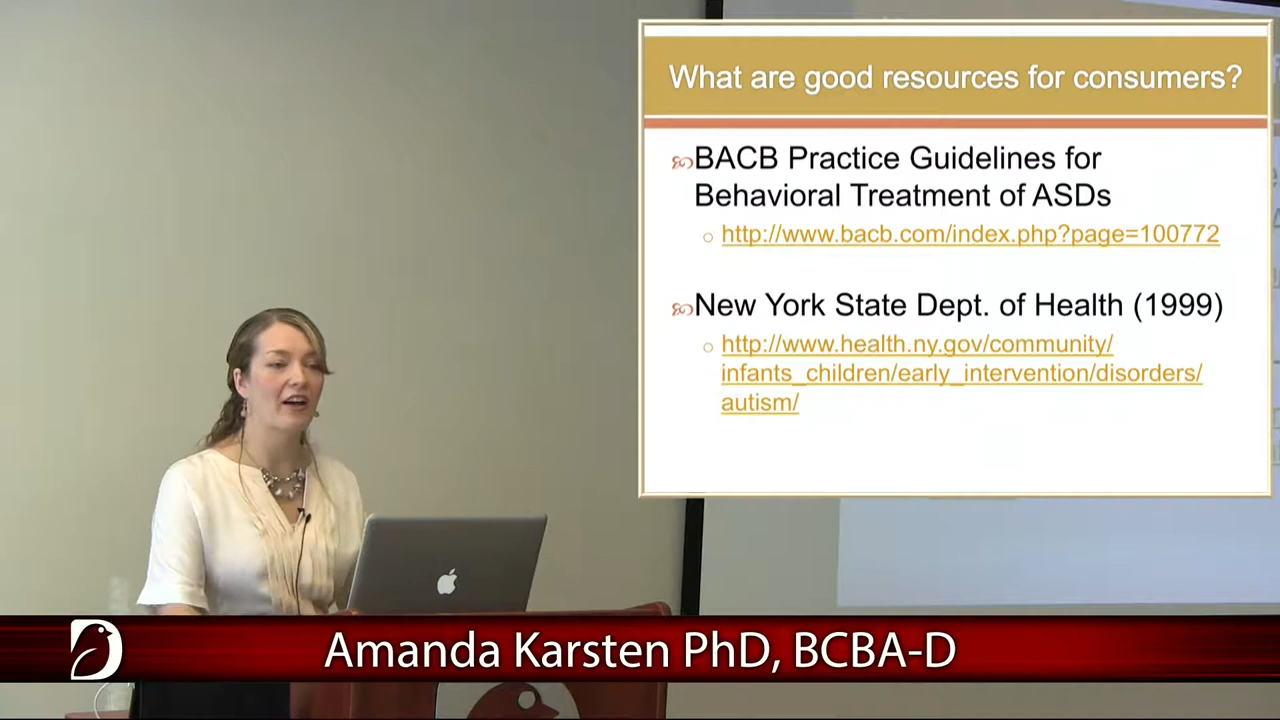 What are good resources for consumers?
BACB Practice Guidelines for
Behavioral Treatment of ASDs
http://www.bacb.com/index.php?page=100772
New York State Dept. of Health (1999)
http://www.health.ny.gov/community/
infants_children/early_intervention/disorders/
autism/
Amanda Karsten PhD, BCBA-D